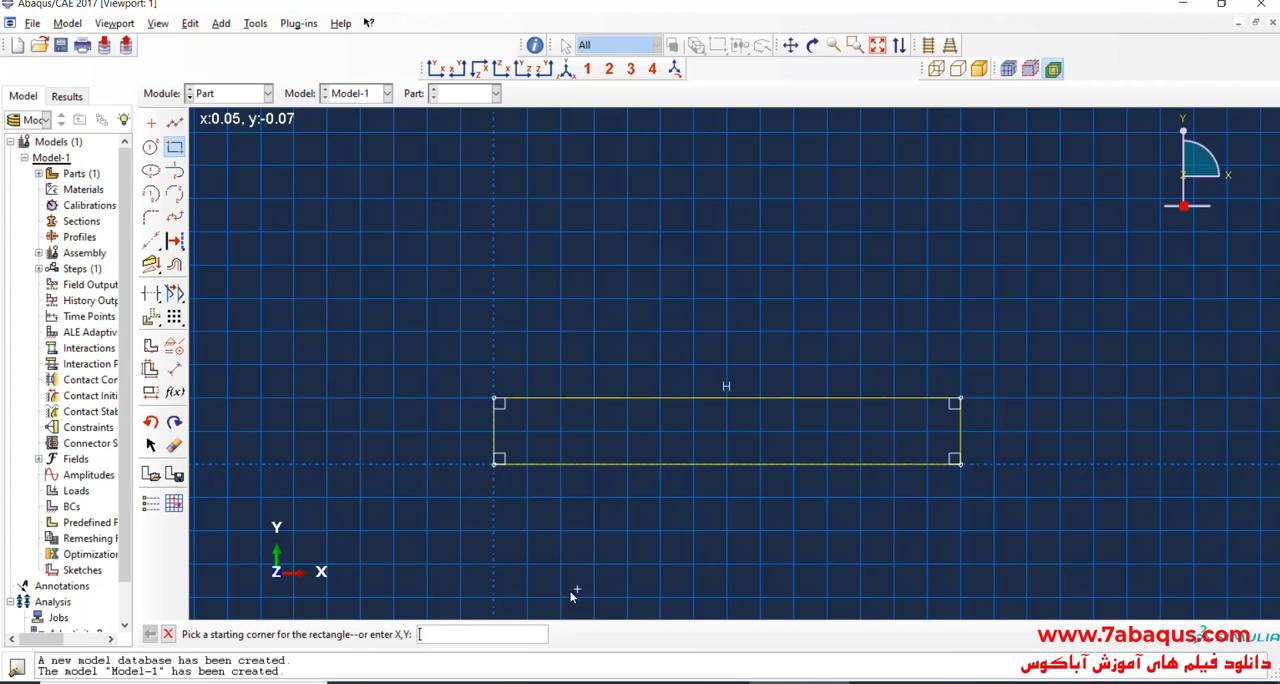 Abaqus/CAE 2017 [Viewport: 1]
File Model Viewport View Edit Add Tools Plug-ins Help
All
1 2 3 4
Model Results Module: Part Model: Model-1 Part:
x:0.05, y:-0.07
Models (1)
Model-1
Parts (1)
Materials
Calibrations
Sections
Profiles
Assembly
Steps (1)
Field Output
History Outp
Time Points
ALE Adaptiv
Interactions
Interaction P
Contact Con
Contact Initi
Contact Stab
Constraints
Connector S
Fields
Amplitudes
Loads
BCs
Predefined F
Remeshing F
Optimization
Sketches
Annotations
Analysis
Jobs
f(x)
Y
X
Z
H
Y
Z X
Pick a starting corner for the rectangle--or enter X,Y:
www.7abaqus.com
دانلود فیلم های آموزش آباکوس
A new model database has been created.
The model "Model-1" has been created.